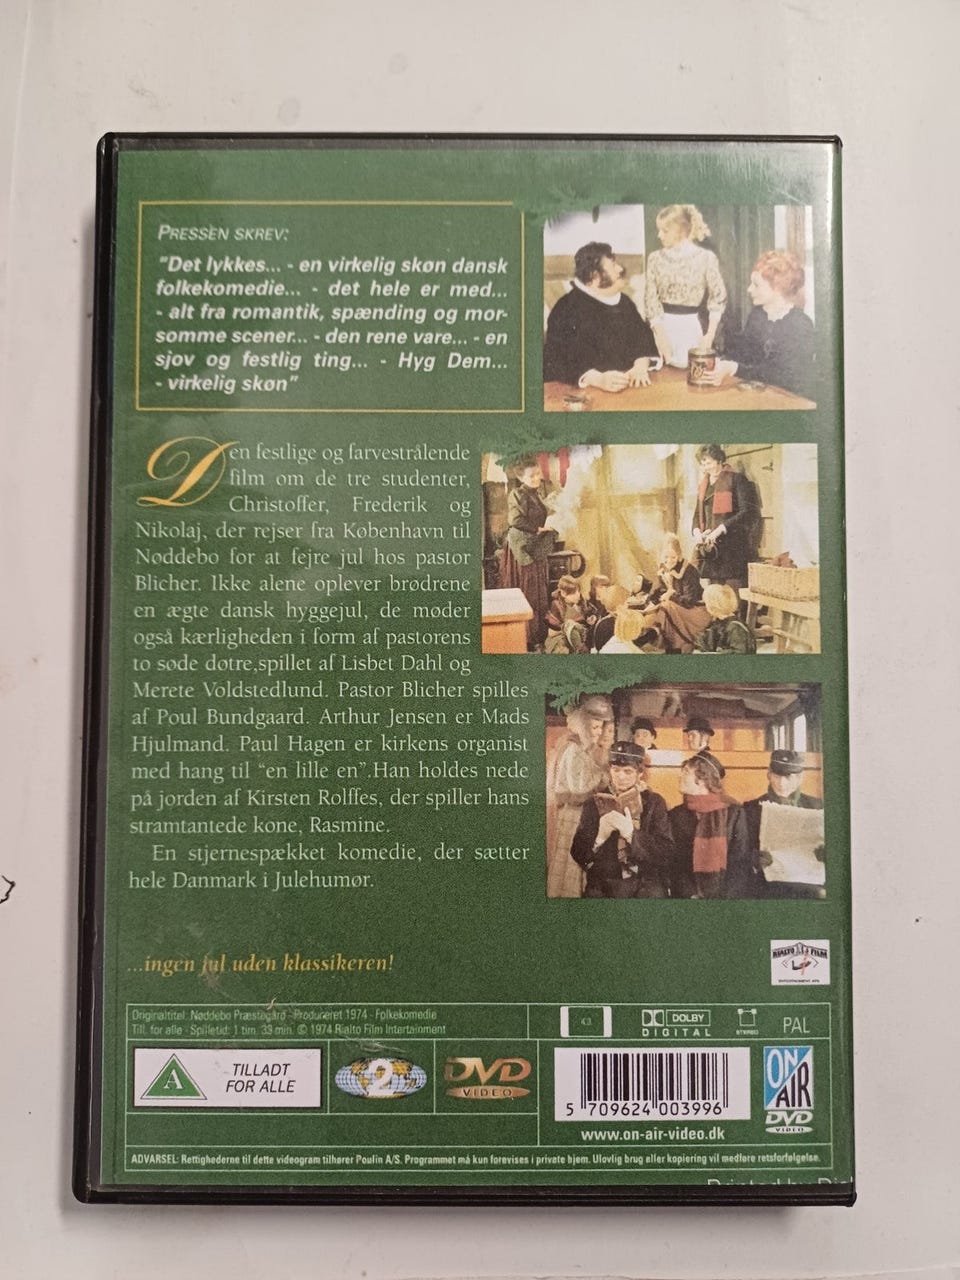 PRESSEN SKREV:
"Det lykkes... - en virkelig skøn dansk
folkekomedie... - det hele er med...
- alt fra romantik, spænding og mor-
somme scener... - den rene vare... - en
sjov og festlig ting... - Hyg Dem...
- virkelig skøn"
Den festlige og farvestrålende
film om de tre studenter,
Christoffer, Frederik og
Nikolaj, der rejser fra København til
Nøddebo for at fejre jul hos pastor
Blicher. Ikke alene oplever brødrene
en ægte dansk hyggejul, de møder
også kærligheden i form af pastorens
to søde døtre,spillet af Lisbet Dahl og
Merete Voldstedlund. Pastor Blicher spilles
af Poul Bundgaard. Arthur Jensen er Mads
Hjulmand. Paul Hagen er kirkens organist
med hang til "en lille en".Han holdes nede
på jorden af Kirsten Rolffes, der spiller hans
stramtantede kone, Rasmine.
En stjernespækket komedie, der sætter
hele Danmark i Julehumør.
...ingen jul uden klassikeren!
RIALTO FILM
ENTERTAINMENT APS
Originaltitel: Nøddebo Præstegård - Produceret 1974 - Folkekomedie
Till. for alle - Spilletid: 1 tim. 33 min. © 1974 Rialto Film Intertainment
4:3
DOLBY
DIGITAL
STEREO
PAL
A
TILLADT
FOR ALLE
2
DVD
VIDEO
5 709624 003996
www.on-air-video.dk
ON
AIR
DVD
VIDEO
ADVARSEL: Rettighederne til dette videogram tilhører Poulin A/S. Programmet må kun forevises i private hjem. Ulovlig brug eller kopiering vil medføre retsforfølgelse.
Printed by